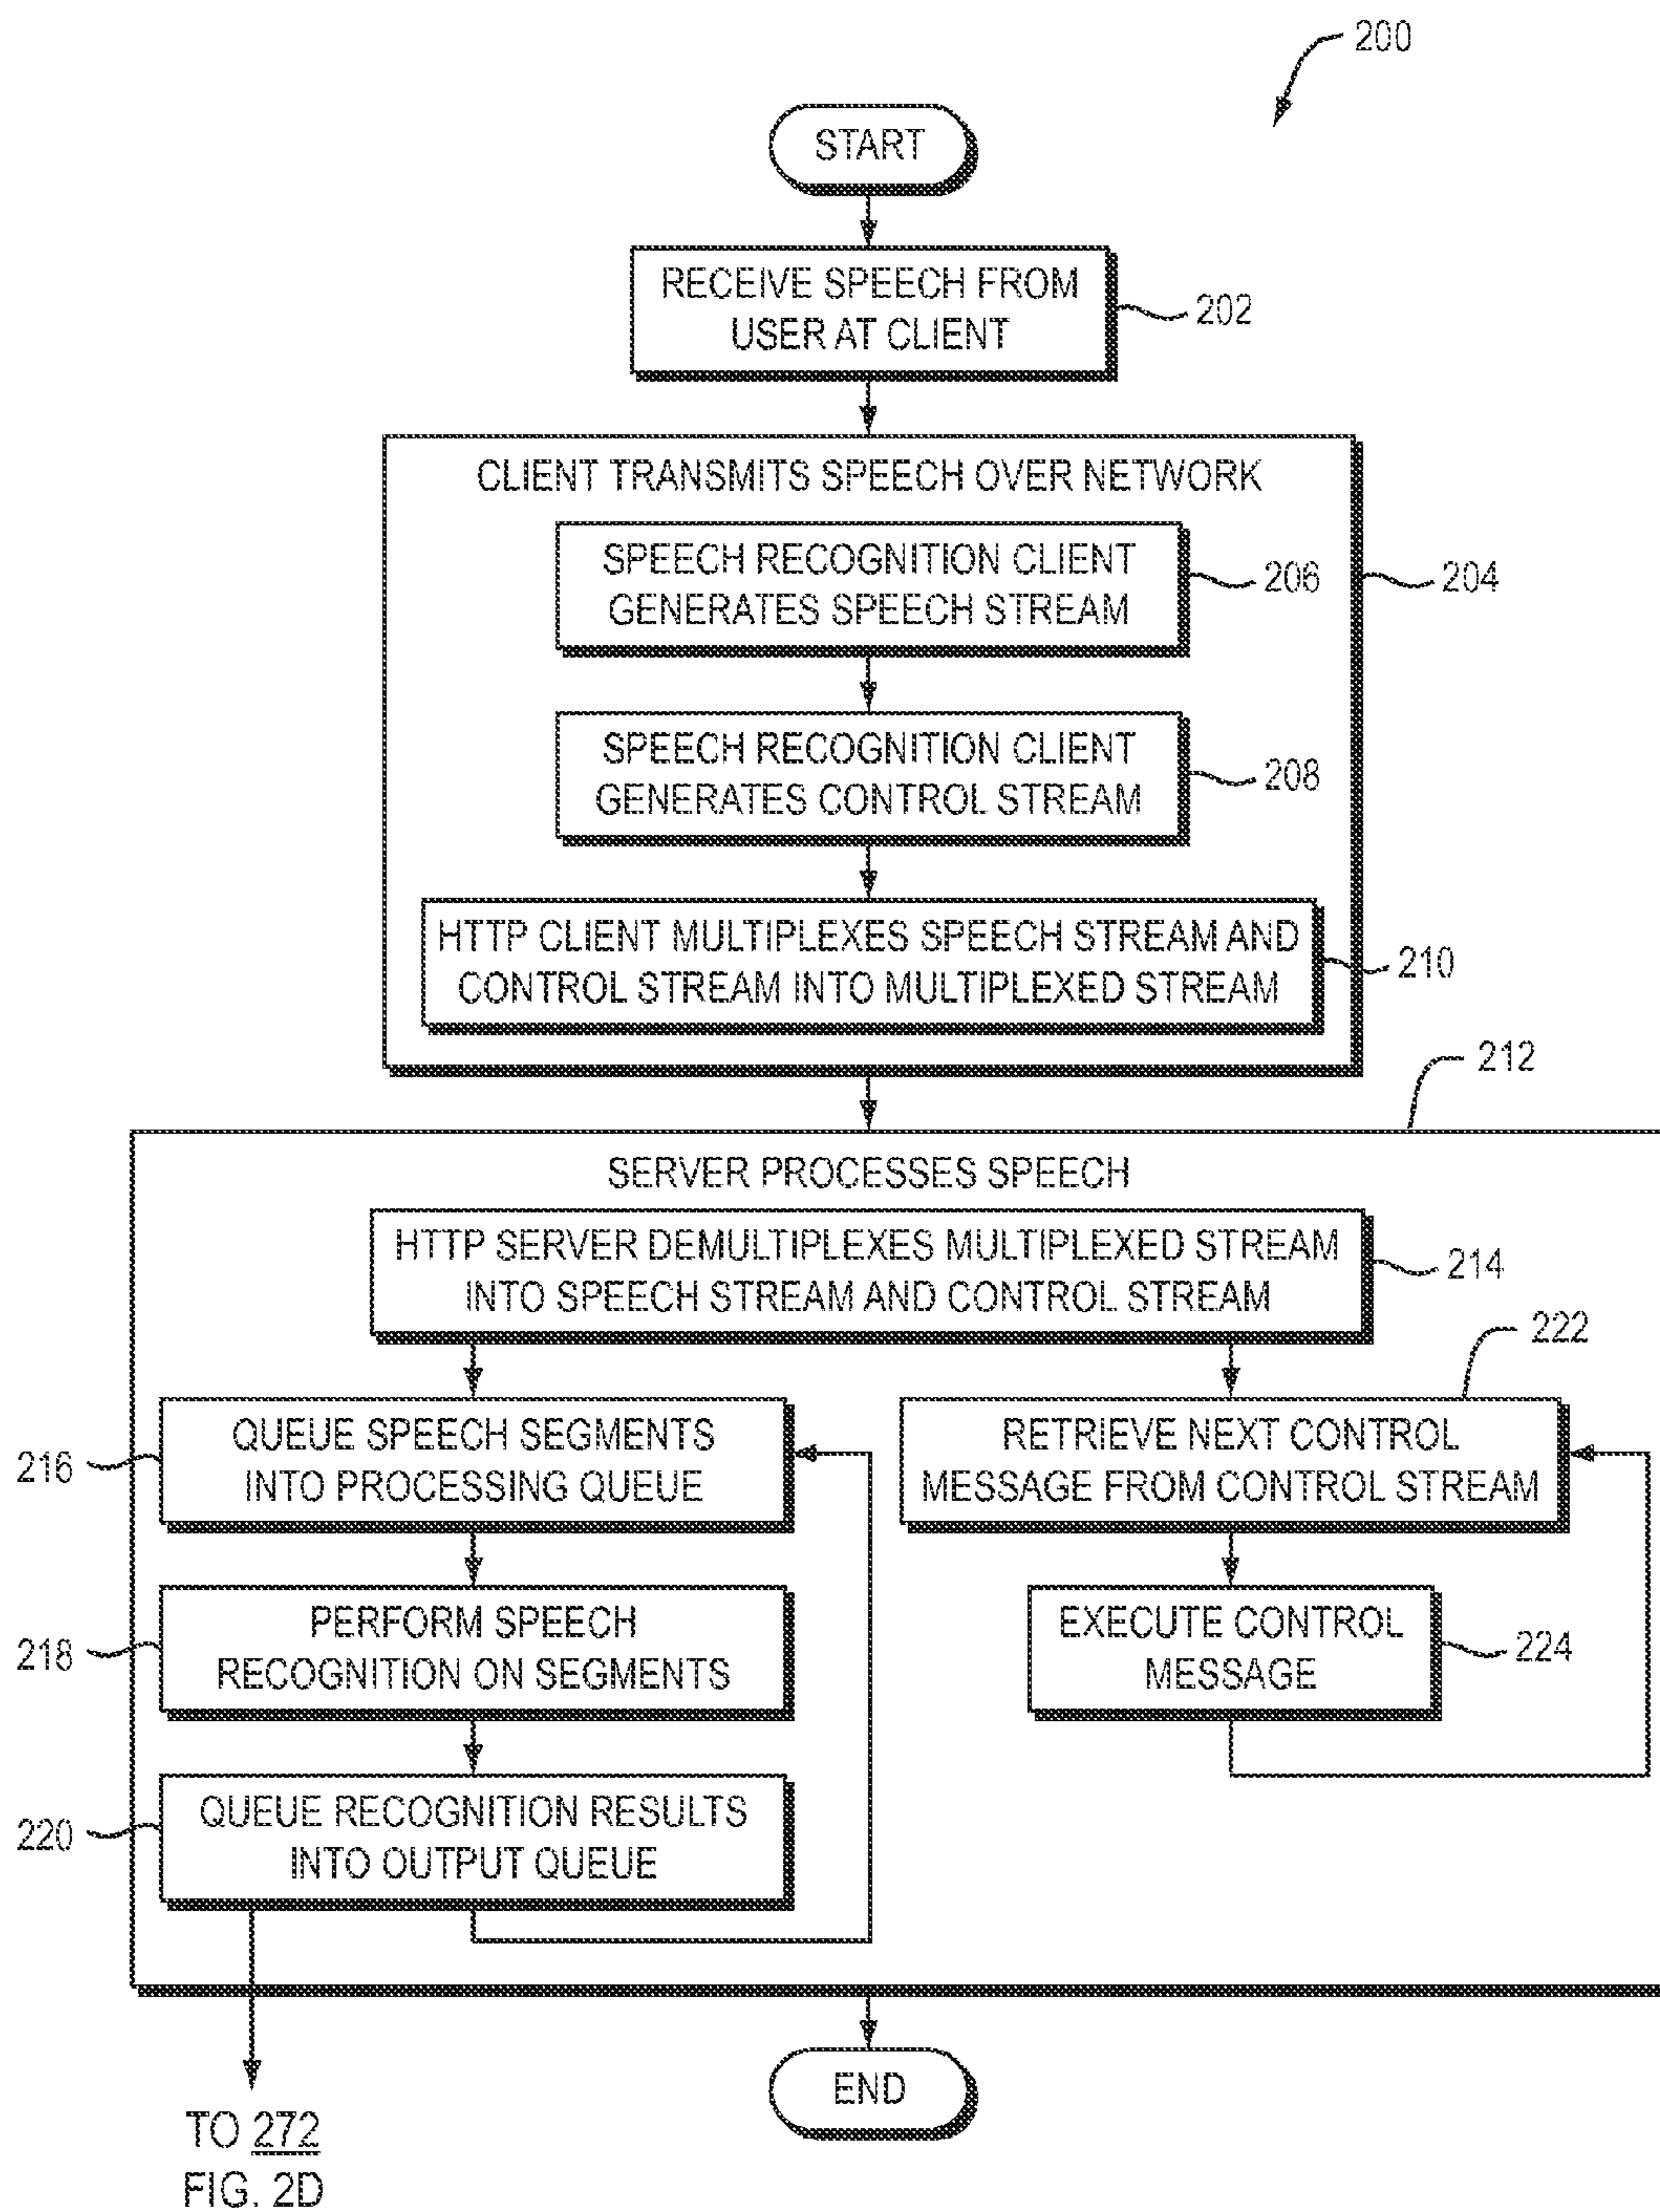 200
START
RECEIVE SPEECH FROM
USER AT CLIENT
202
CLIENT TRANSMITS SPEECH OVER NETWORK
SPEECH RECOGNITION CLIENT
GENERATES SPEECH STREAM
206
204
SPEECH RECOGNITION CLIENT
GENERATES CONTROL STREAM
208
HTTP CLIENT MULTIPLEXES SPEECH STREAM AND
CONTROL STREAM INTO MULTIPLEXED STREAM
210
212
SERVER PROCESSES SPEECH
HTTP SERVER DEMULTIPLEXES MULTIPLEXED STREAM
INTO SPEECH STREAM AND CONTROL STREAM
214
222
QUEUE SPEECH SEGMENTS
INTO PROCESSING QUEUE
216
RETRIEVE NEXT CONTROL
MESSAGE FROM CONTROL STREAM
PERFORM SPEECH
RECOGNITION ON SEGMENTS
218
EXECUTE CONTROL
MESSAGE
224
QUEUE RECOGNITION RESULTS
INTO OUTPUT QUEUE
220
END
TO 272
FIG. 2D